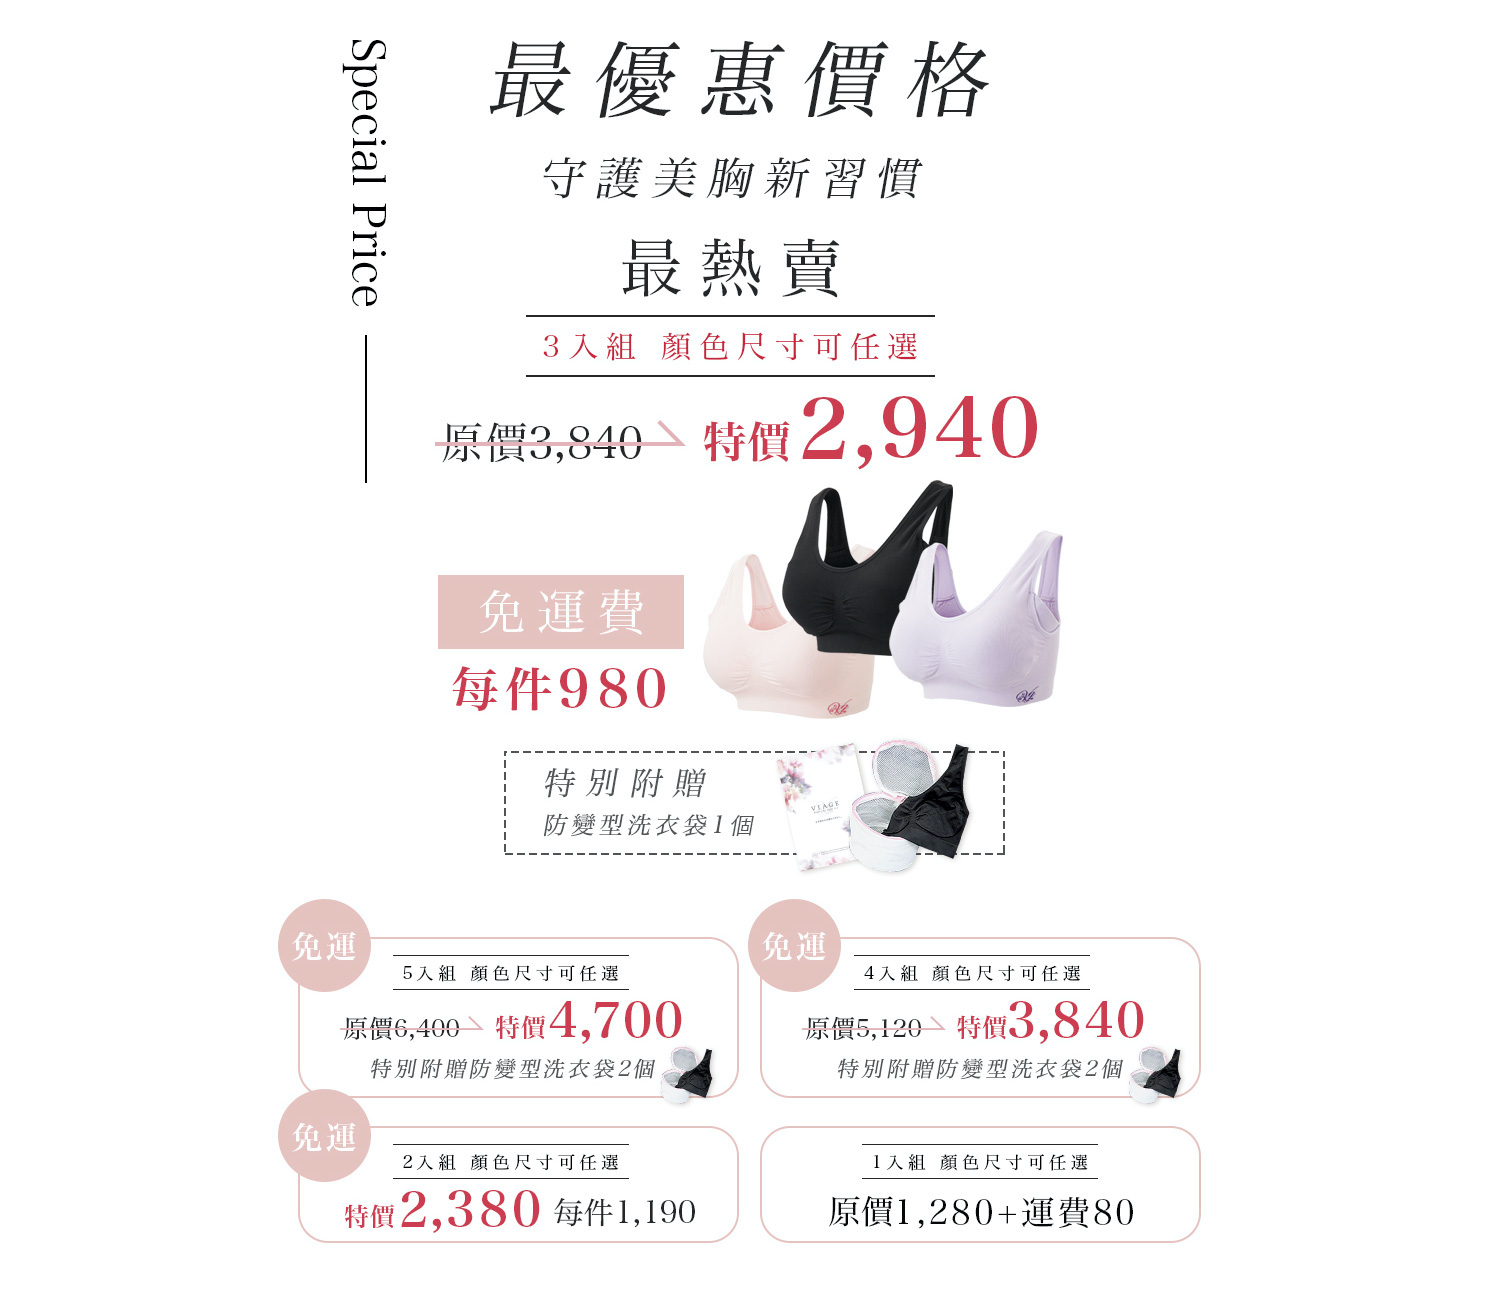 Special Price
最優惠價格
守護美胸新習慣
最熱賣
3入組 顏色尺寸可任選
原價3,840 特價2,940
免運費
每件980
特別附贈
防變型洗衣袋1個
VIAGE
免運
5入組 顏色尺寸可任選
原價6,400 特價4,700
特別附贈防變型洗衣袋2個
免運
4入組 顏色尺寸可任選
原價5,120 特價3,840
特別附贈防變型洗衣袋2個
免運
2入組 顏色尺寸可任選
特價2,380 每件1,190
1入組 顏色尺寸可任選
原價1,280+運費80